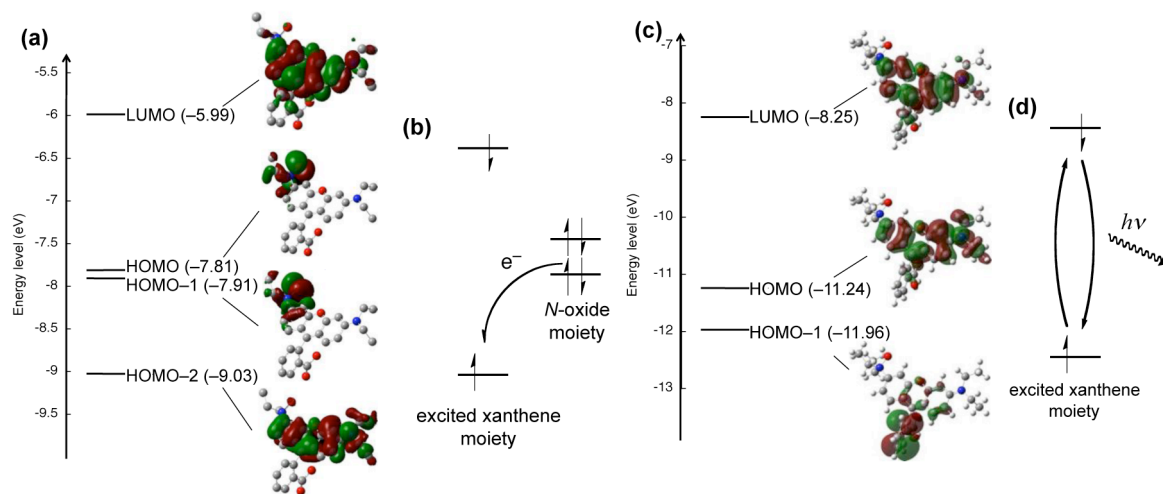 (a)
Energy level (eV)
-5.5
-6
-6.5
-7
-7.5
-8
-8.5
-9
-9.5
LUMO (–5.99)
HOMO (–7.81)
HOMO–1 (–7.91)
HOMO–2 (–9.03)
(b)
e–
N-oxide
moiety
excited xanthene
moiety
(c)
Energy level (eV)
-7
-8
-9
-10
-11
-12
-13
LUMO (–8.25)
HOMO (–11.24)
HOMO–1 (–11.96)
(d)
hν
excited xanthene
moiety